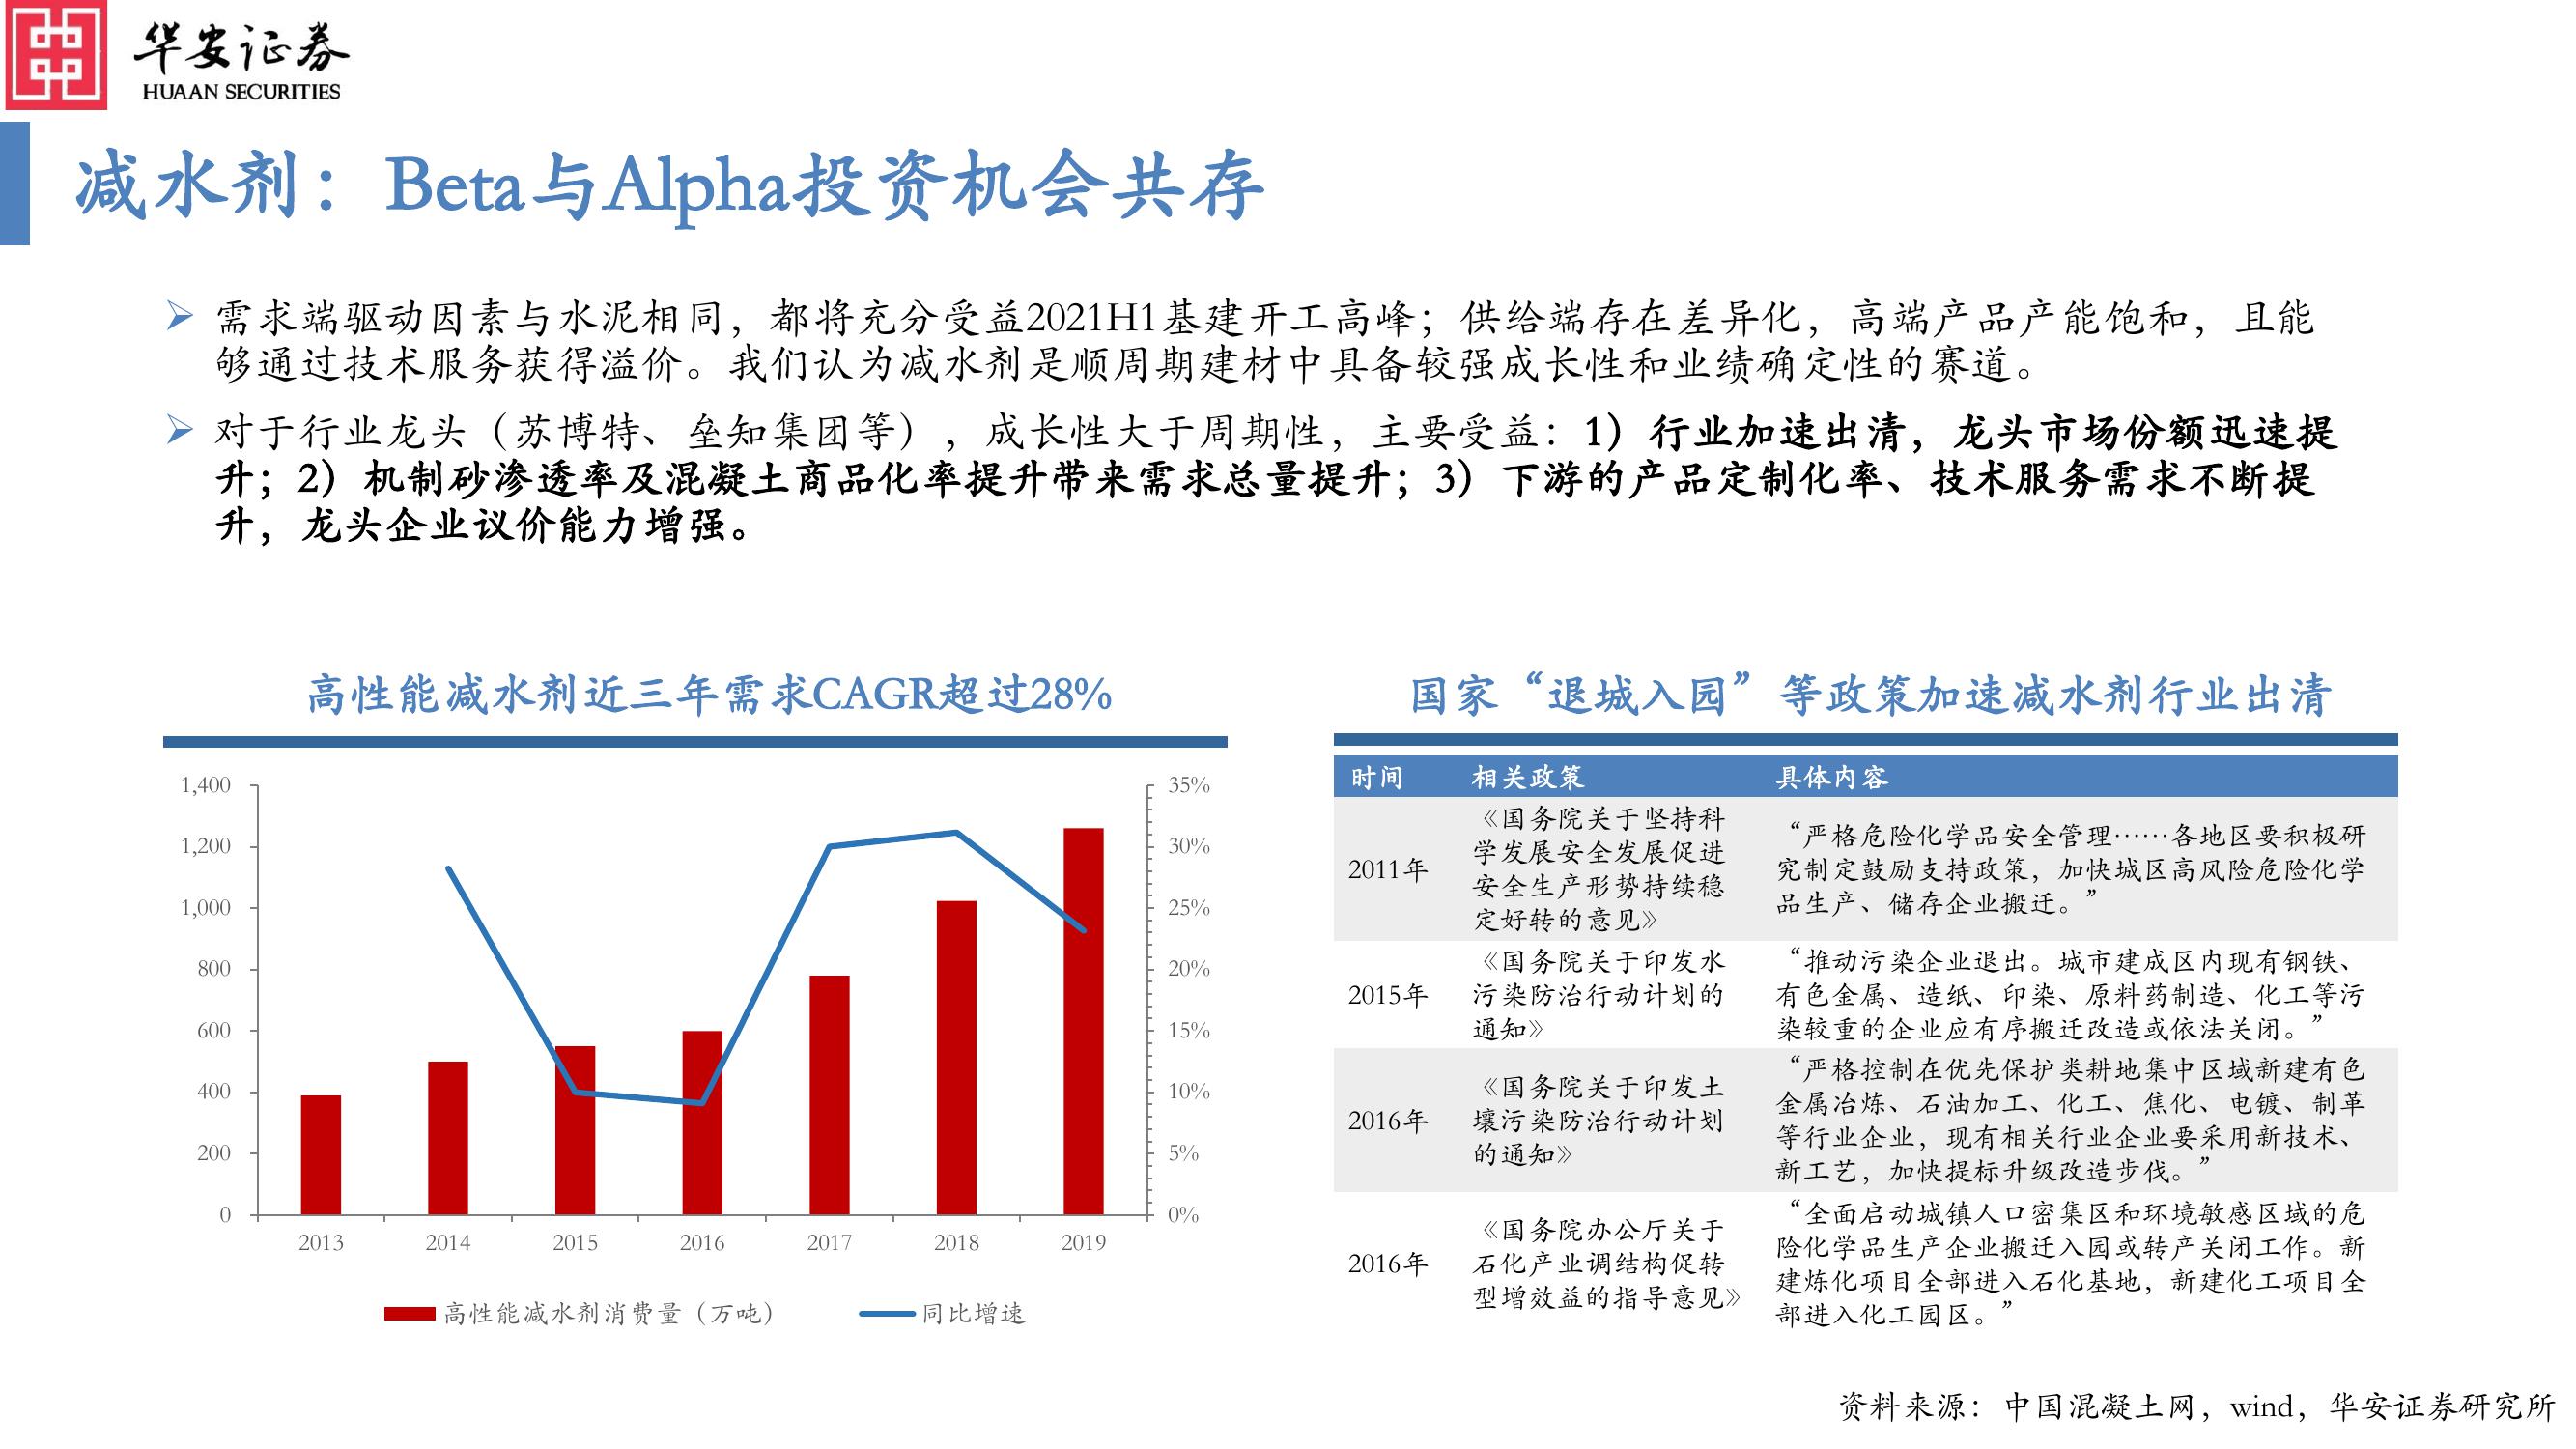 华安证券
HUAAN SECURITIES
减水剂：Beta与Alpha投资机会共存
➢ 需求端驱动因素与水泥相同，都将充分受益2021H1基建开工高峰；供给端存在差异化，高端产品产能饱和，且能
够通过技术服务获得溢价。我们认为减水剂是顺周期建材中具备较强成长性和业绩确定性的赛道。
➢ 对于行业龙头（苏博特、垒知集团等），成长性大于周期性，主要受益：1）行业加速出清，龙头市场份额迅速提
升；2）机制砂渗透率及混凝土商品化率提升带来需求总量提升；3）下游的产品定制化率、技术服务需求不断提
升，龙头企业议价能力增强。
高性能减水剂近三年需求CAGR超过28%
1,400
1,200
1,000
800
600
400
200
0
35%
30%
25%
20%
15%
10%
5%
0%
2013 2014 2015 2016 2017 2018 2019
高性能减水剂消费量（万吨） 同比增速
国家“退城入园”等政策加速减水剂行业出清
时间 相关政策 具体内容
2011年
《国务院关于坚持科
学发展安全发展促进
安全生产形势持续稳
定好转的意见》
“严格危险化学品安全管理……各地区要积极研
究制定鼓励支持政策，加快城区高风险危险化学
品生产、储存企业搬迁。”
2015年
《国务院关于印发水
污染防治行动计划的
通知》
“推动污染企业退出。城市建成区内现有钢铁、
有色金属、造纸、印染、原料药制造、化工等污
染较重的企业应有序搬迁改造或依法关闭。”
2016年
《国务院关于印发土
壤污染防治行动计划
的通知》
“严格控制在优先保护类耕地集中区域新建有色
金属冶炼、石油加工、化工、焦化、电镀、制革
等行业企业，现有相关行业企业要采用新技术、
新工艺，加快提标升级改造步伐。”
2016年
《国务院办公厅关于
石化产业调结构促转
型增效益的指导意见》
“全面启动城镇人口密集区和环境敏感区域的危
险化学品生产企业搬迁入园或转产关闭工作。新
建炼化项目全部进入石化基地，新建化工项目全
部进入化工园区。”
资料来源：中国混凝土网，wind，华安证券研究所